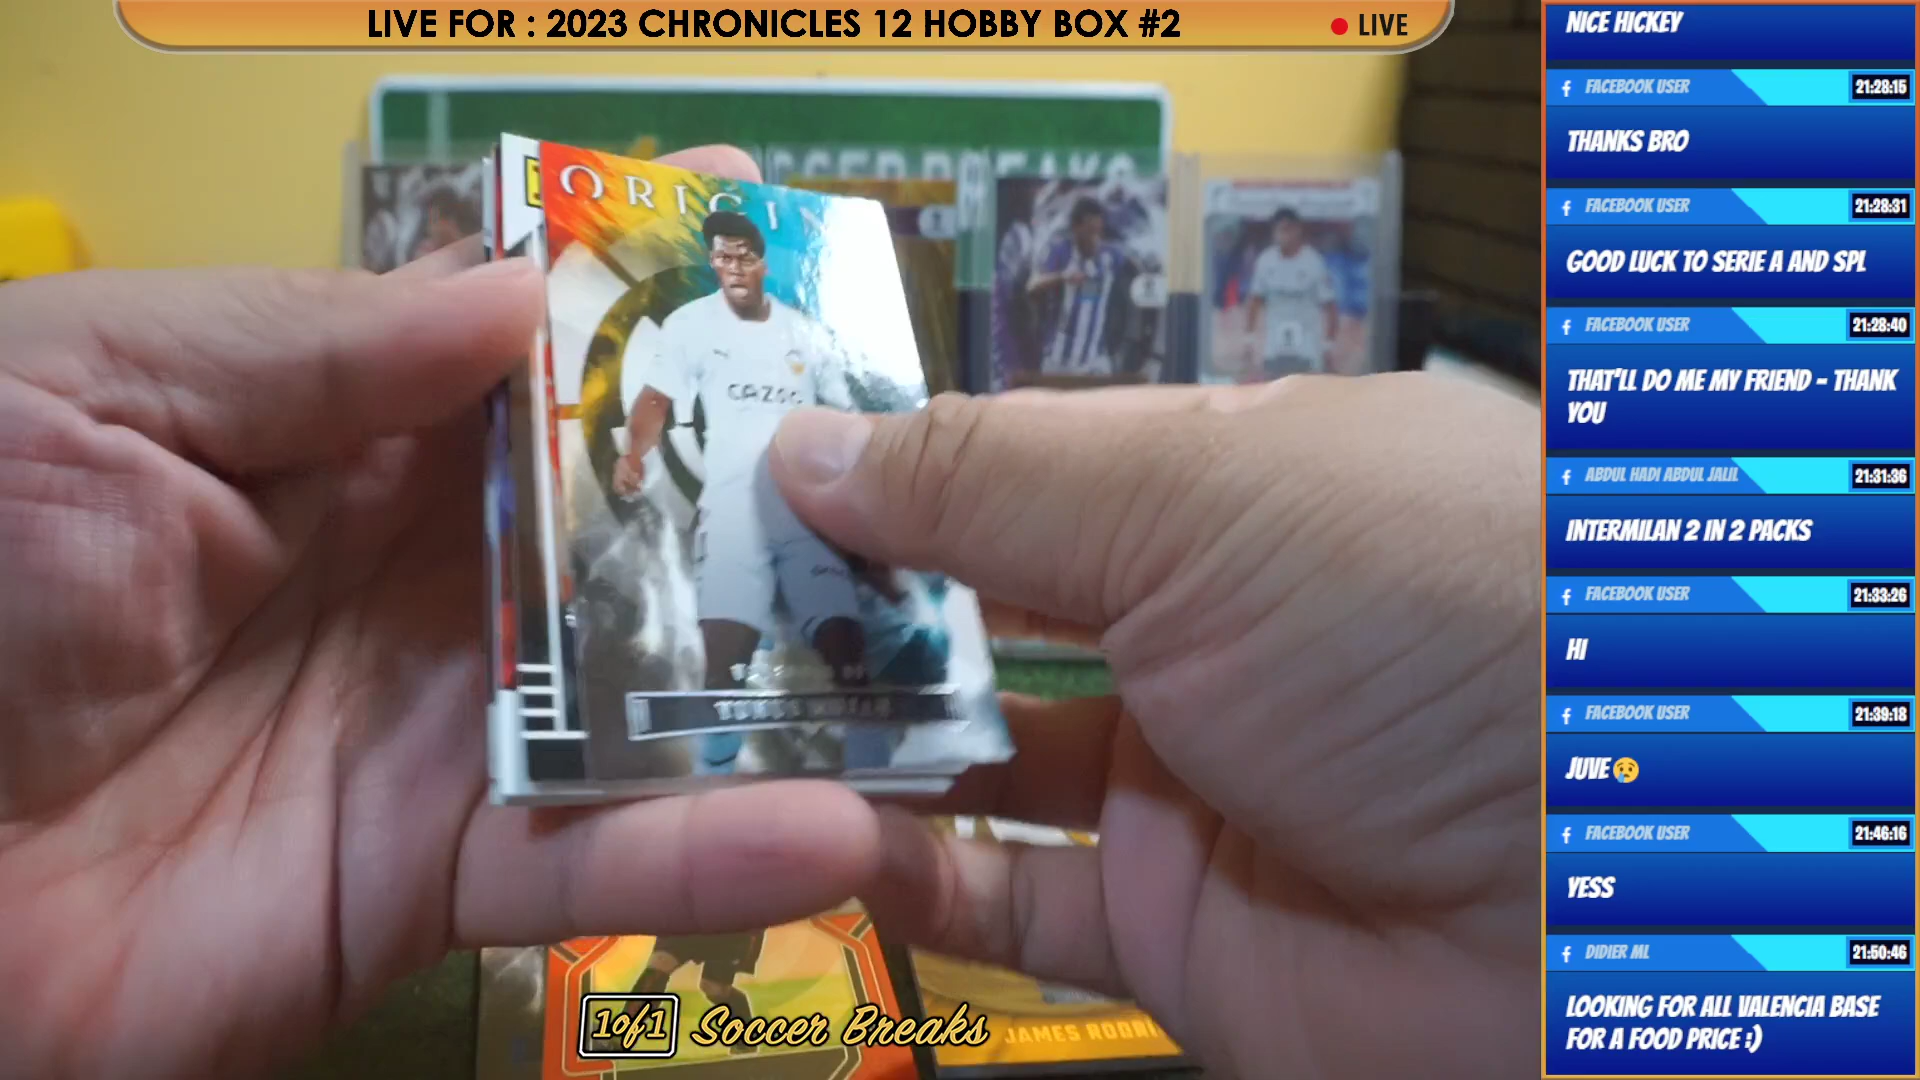 LIVE FOR : 2023 CHRONICLES 12 HOBBY BOX #2
LIVE
ORIGIN
CAZOO
JAMES RODRI
1of1 Soccer Breaks
NICE HICKEY
FACEBOOK USER
21:28:15
THANKS BRO
FACEBOOK USER
21:28:31
GOOD LUCK TO SERIE A AND SPL
FACEBOOK USER
21:28:40
THAT'LL DO ME MY FRIEND - THANK
YOU
ABDUL HADI ABDUL JALIL
21:31:36
INTERMILAN 2 IN 2 PACKS
FACEBOOK USER
21:33:26
HI
FACEBOOK USER
21:39:18
JUVE😢
FACEBOOK USER
21:46:16
YESS
DIDIER ML
21:50:46
LOOKING FOR ALL VALENCIA BASE
FOR A FOOD PRICE :)